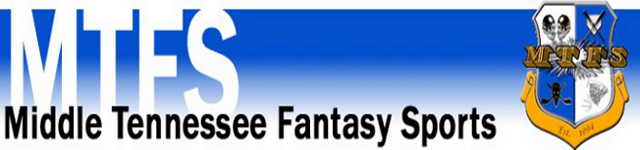 MTFS
Middle Tennessee Fantasy Sports
MTFS
Est. 1994